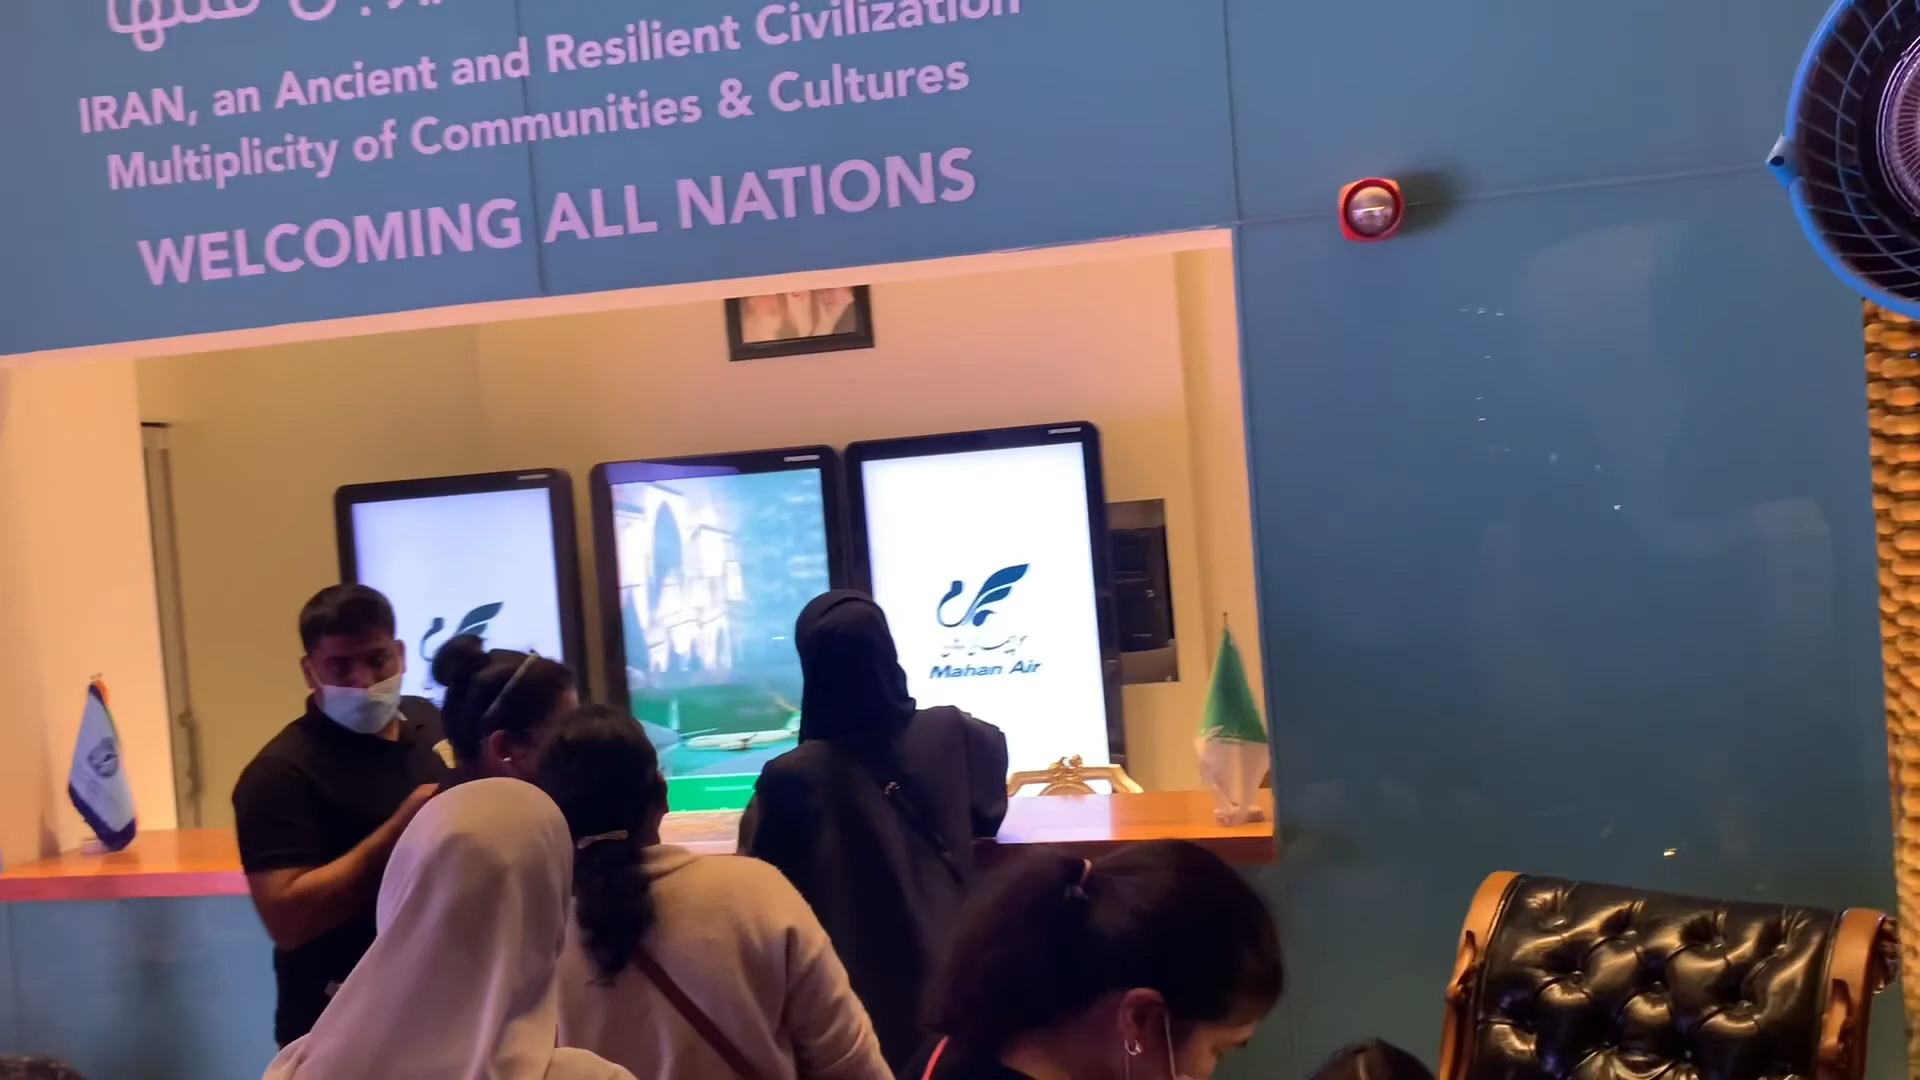 IRAN, an Ancient and Resilient Civilization
Multiplicity of Communities & Cultures
WELCOMING ALL NATIONS
Mahan Air